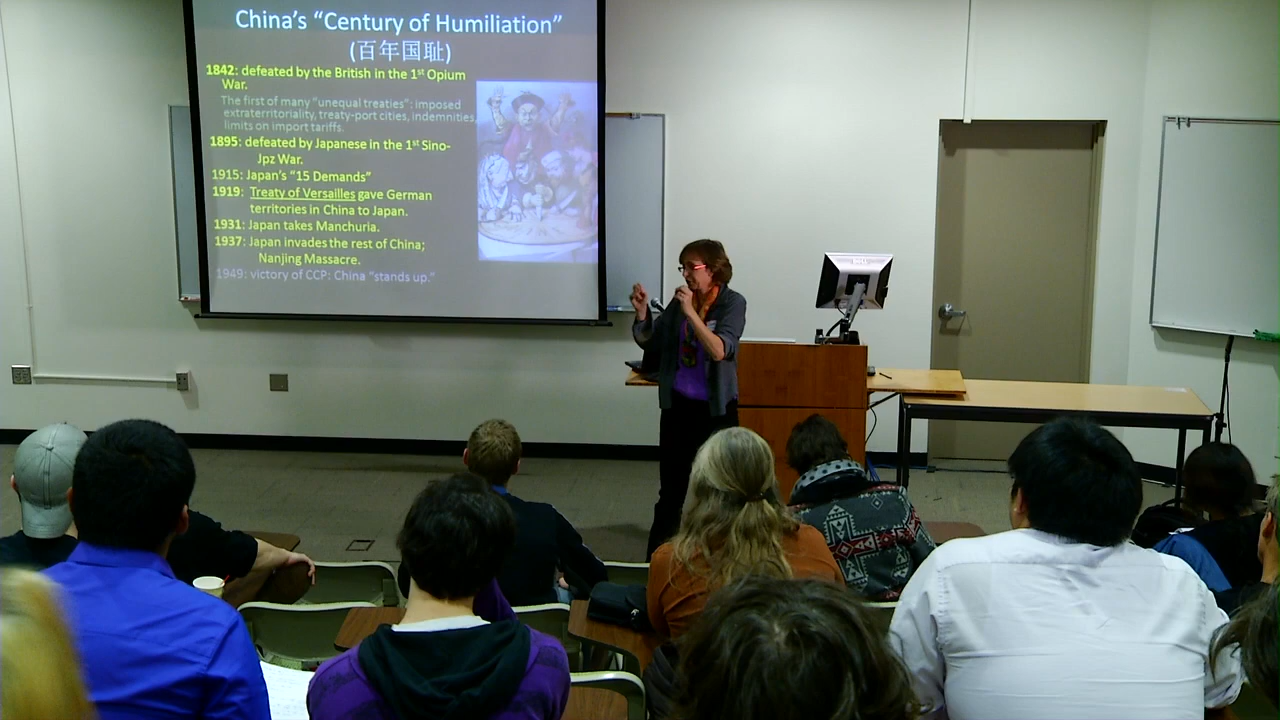 China's "Century of Humiliation"
(百年国耻)
1842: defeated by the British in the 1st Opium
War.
The first of many "unequal treaties": imposed
extraterritoriality, treaty-port cities, indemnities,
limits on import tariffs.
1895: defeated by Japanese in the 1st Sino-
Jpz War.
1915: Japan's "15 Demands"
1919: Treaty of Versailles gave German
territories in China to Japan.
1931: Japan takes Manchuria.
1937: Japan invades the rest of China;
Nanjing Massacre.
1949: victory of CCP: China "stands up."